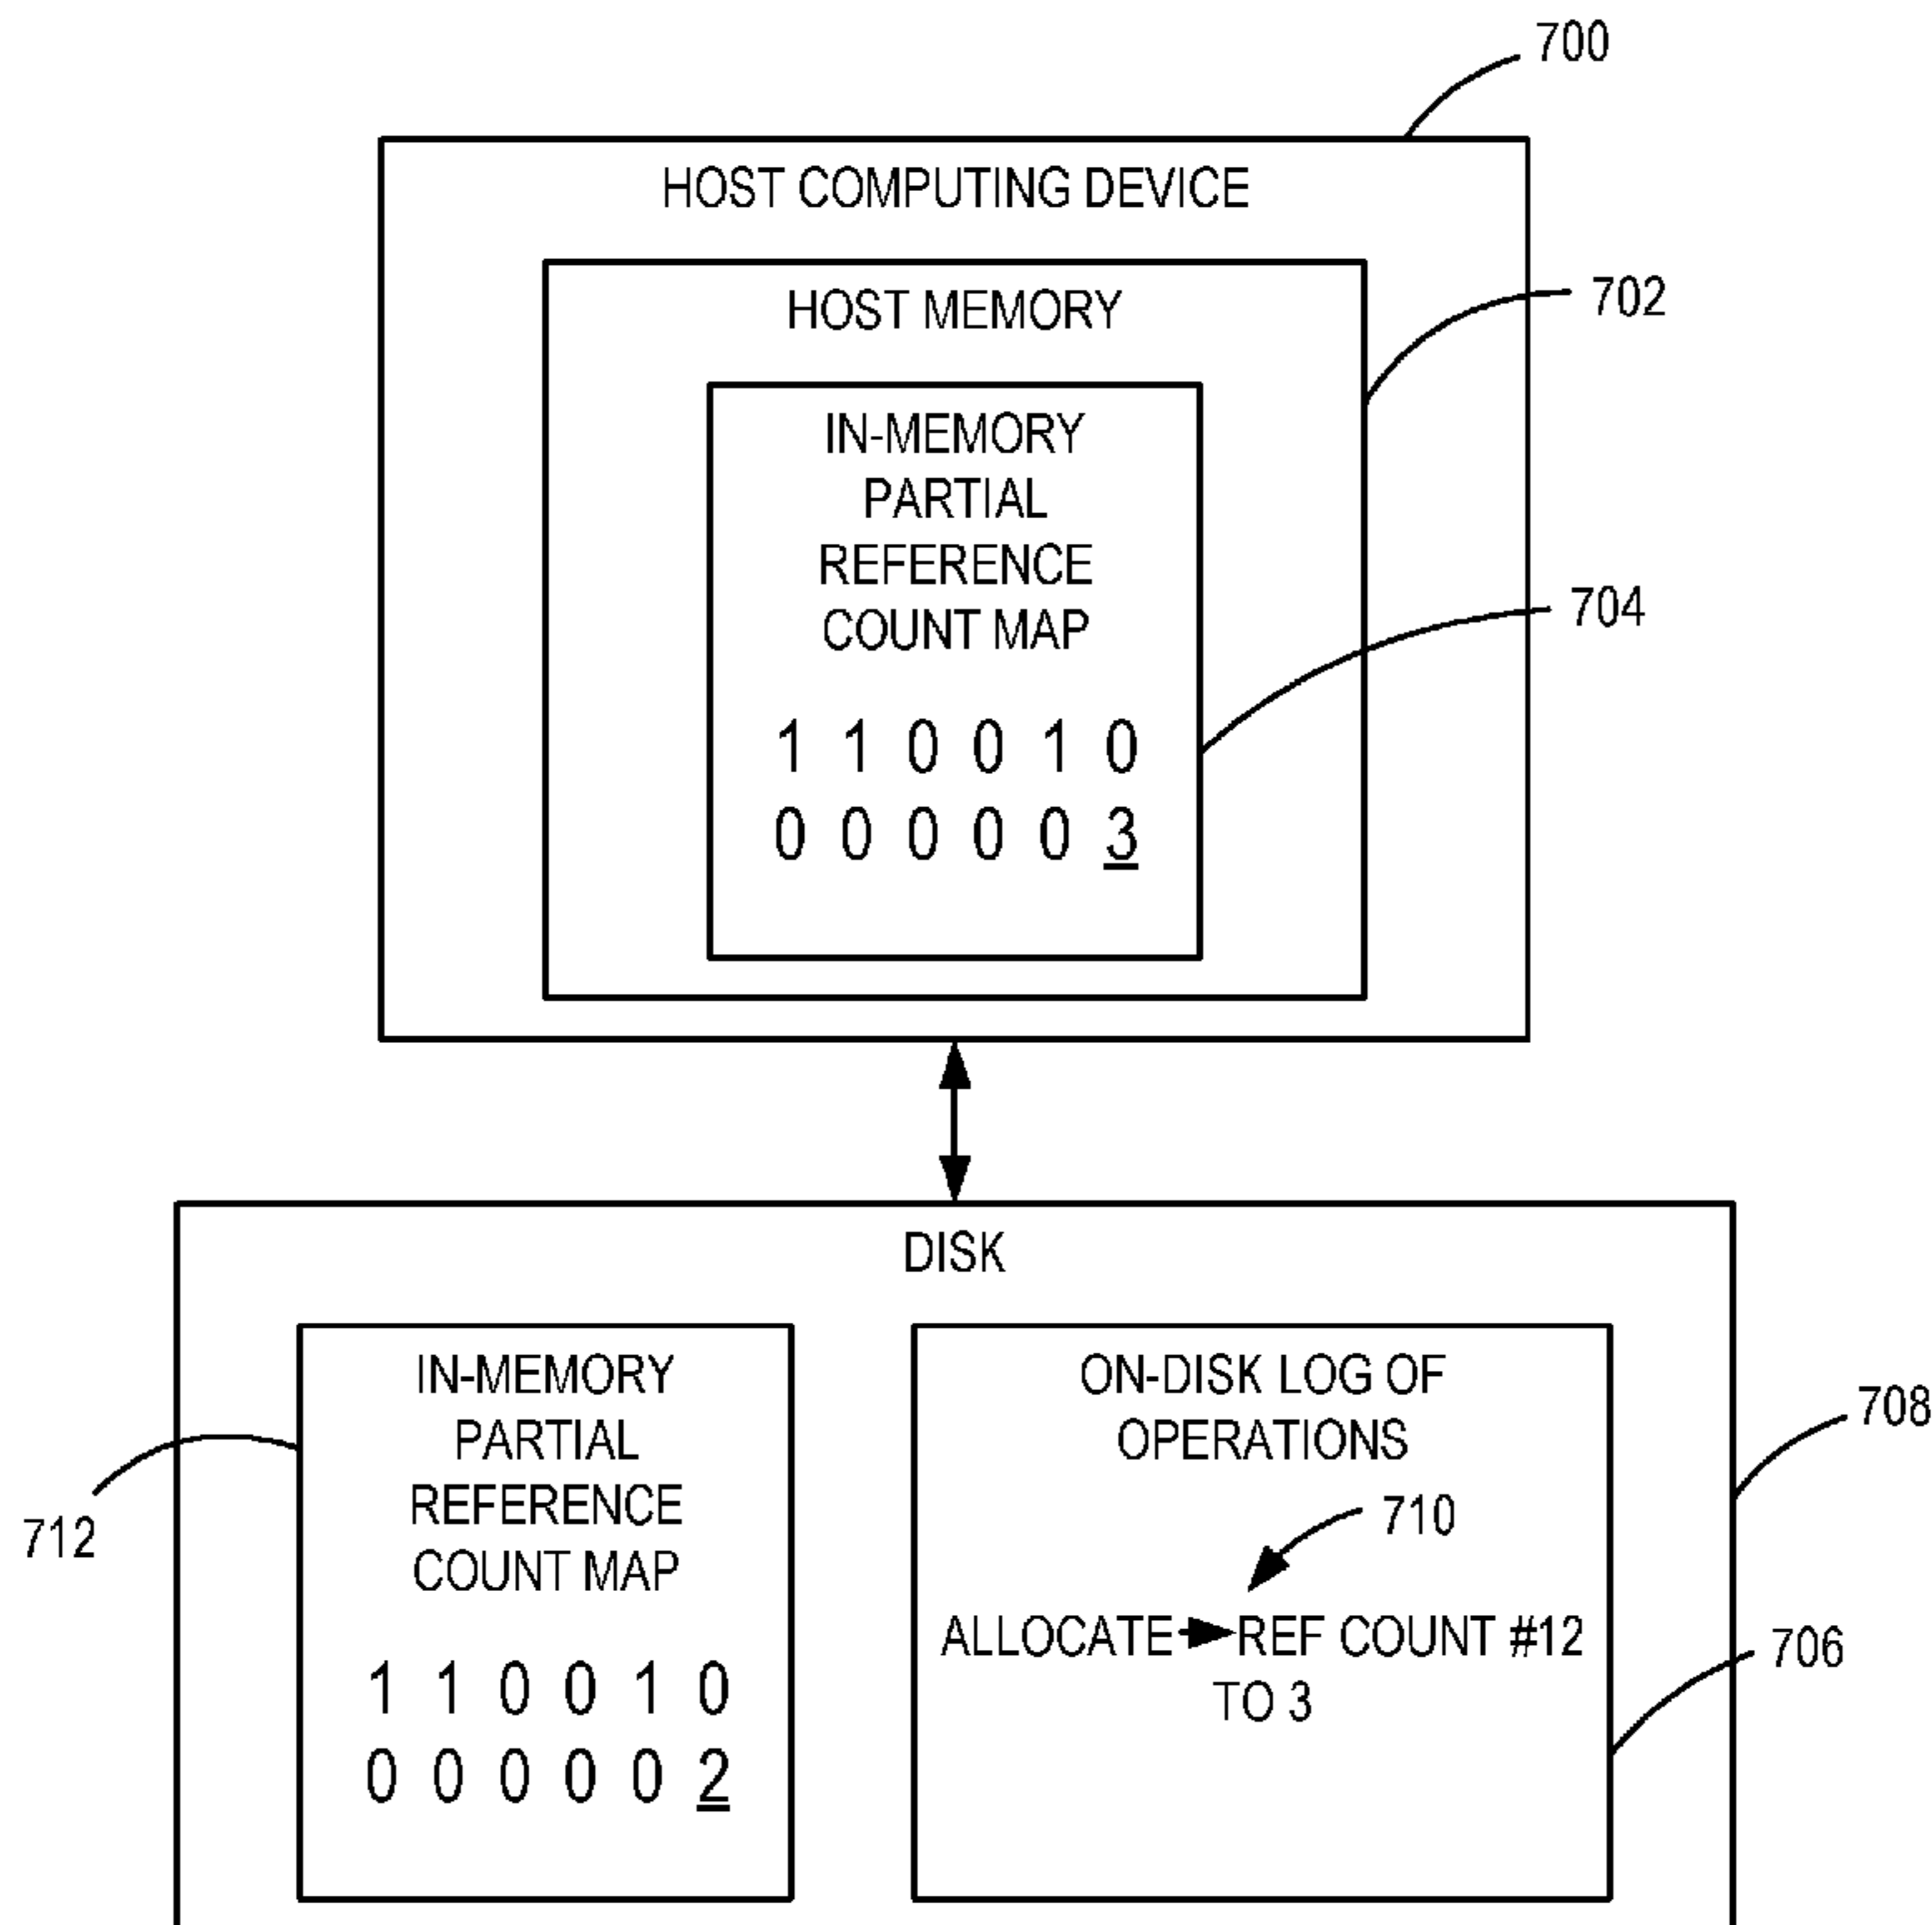 700
HOST COMPUTING DEVICE
702
HOST MEMORY
IN-MEMORY
PARTIAL
REFERENCE
COUNT MAP
704
1 1 0 0 1 0
0 0 0 0 0 3
DISK
712
IN-MEMORY
PARTIAL
REFERENCE
COUNT MAP
1 1 0 0 1 0
0 0 0 0 0 2
ON-DISK LOG OF
OPERATIONS
708
710
ALLOCATE→REF COUNT #12
TO 3
706